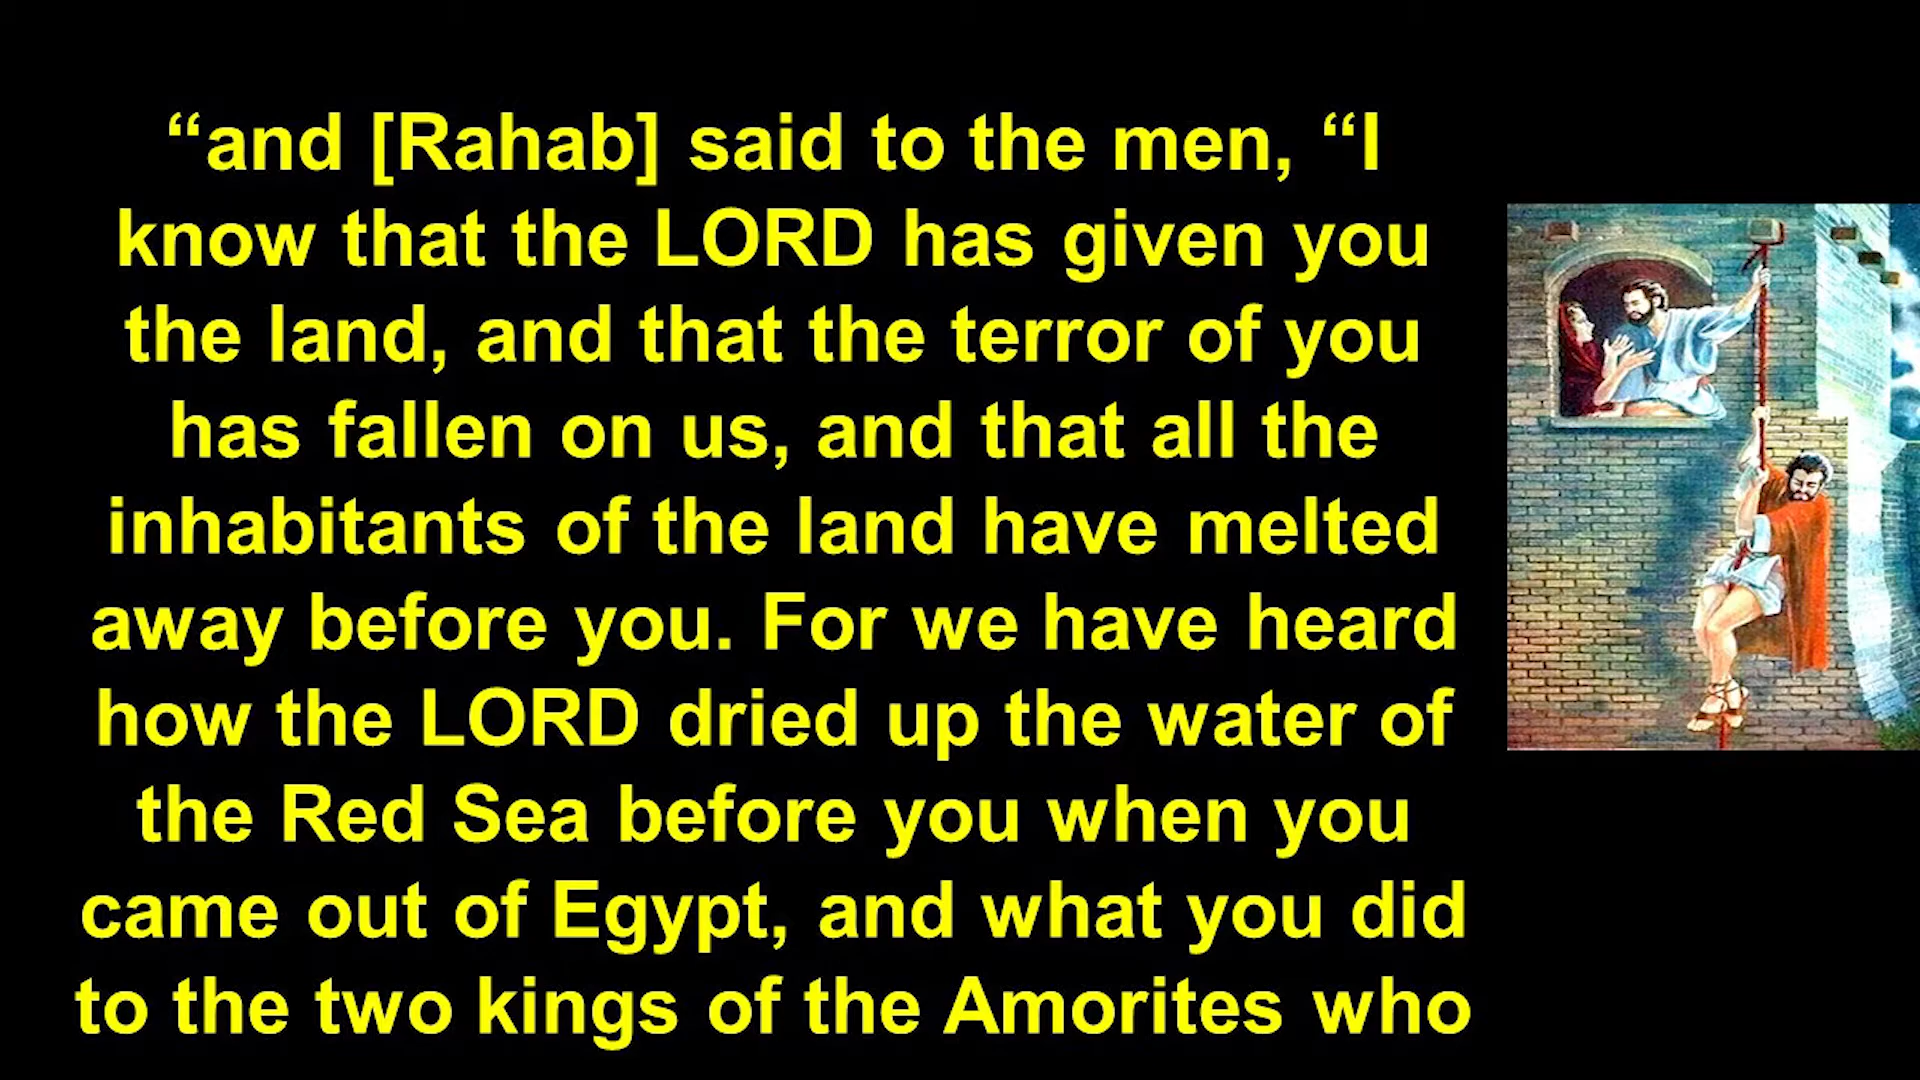 “and [Rahab] said to the men, “I
know that the LORD has given you
the land, and that the terror of you
has fallen on us, and that all the
inhabitants of the land have melted
away before you. For we have heard
how the LORD dried up the water of
the Red Sea before you when you
came out of Egypt, and what you did
to the two kings of the Amorites who